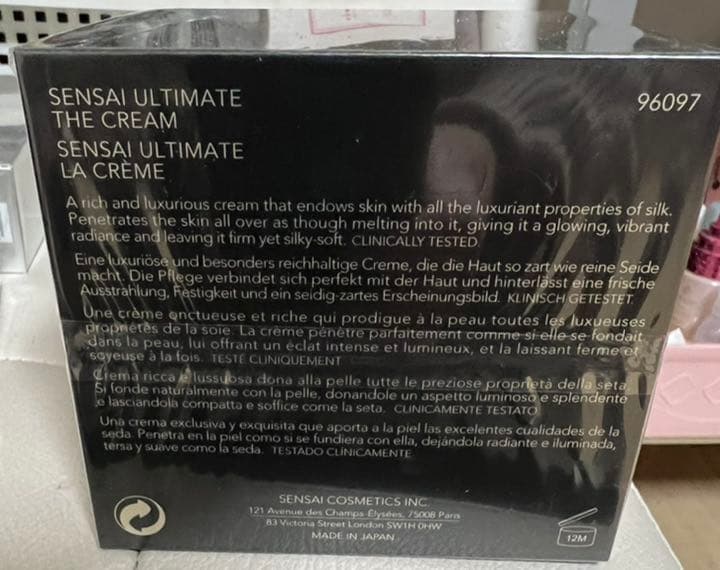 SENSAI ULTIMATE
THE CREAM
96097
SENSAI ULTIMATE
LA CRÈME
A rich and luxurious cream that endows skin with all the luxuriant properties of silk.
Penetrates the skin all over as though melting into it, giving it a glowing, vibrant
radiance and leaving it firm yet silky-soft. CLINICALLY TESTED.
Eine luxuriöse und besonders reichhaltige Creme, die die Haut so zart wie reine Seide
macht. Die Pflege verbindet sich perfekt mit der Haut und hinterlässt eine frische
Ausstrahlung, Festigkeit und ein seidig-zartes Erscheinungsbild. KLINISCH GETESTET.
Une crème onctueuse et riche qui prodigue à la peau toutes les luxueuses
propriétés de la soie. La crème pénètre parfaitement comme si elle se fondait
dans la peau, lui offrant un éclat intense et lumineux, et la laissant ferme et
soyeuse à la fois. TESTÉ CLINIQUEMENT
Crema ricca e lussuosa dona alla pelle tutte le preziose proprietà della seta.
Si fonde naturalmente con la pelle, donandole un aspetto luminoso e splendente
e lasciandola compatta e soffice come la seta. CLINICAMENTE TESTATO
Una crema exclusiva y exquisita que aporta a la piel las excelentes cualidades de la
seda. Penetra en la piel como si se fundiera con ella, dejándola radiante e iluminada,
tersa y suave como la seda. TESTADO CLÍNICAMENTE
SENSAI COSMETICS INC.
121 Avenue des Champs-Élysées, 75008 Paris
83 Victoria Street London SW1H 0HW
MADE IN JAPAN
12M